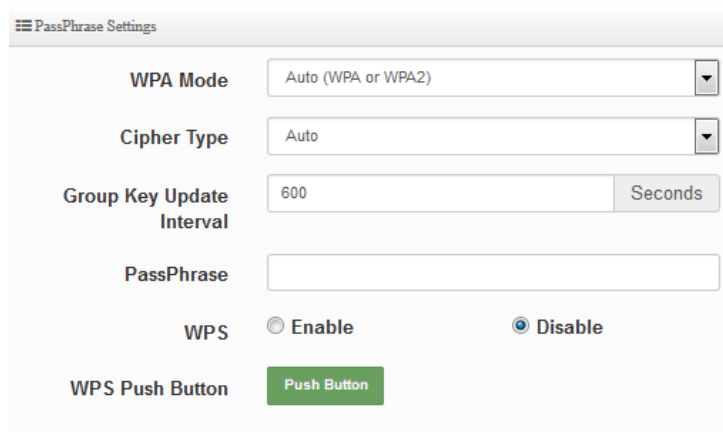 PassPhrase Settings
WPA Mode Auto (WPA or WPA2)
Cipher Type Auto
Group Key Update Interval 600 Seconds
PassPhrase
WPS Enable Disable
WPS Push Button Push Button